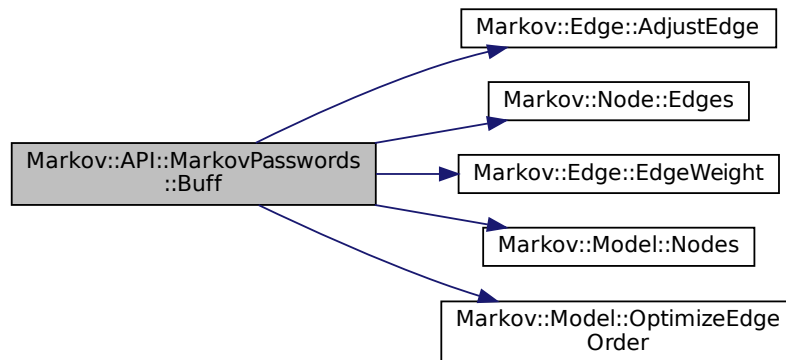 Markov::Edge::AdjustEdge
Markov::Node::Edges
Markov::API::MarkovPasswords
::Buff
Markov::Edge::EdgeWeight
Markov::Model::Nodes
Markov::Model::OptimizeEdge
Order